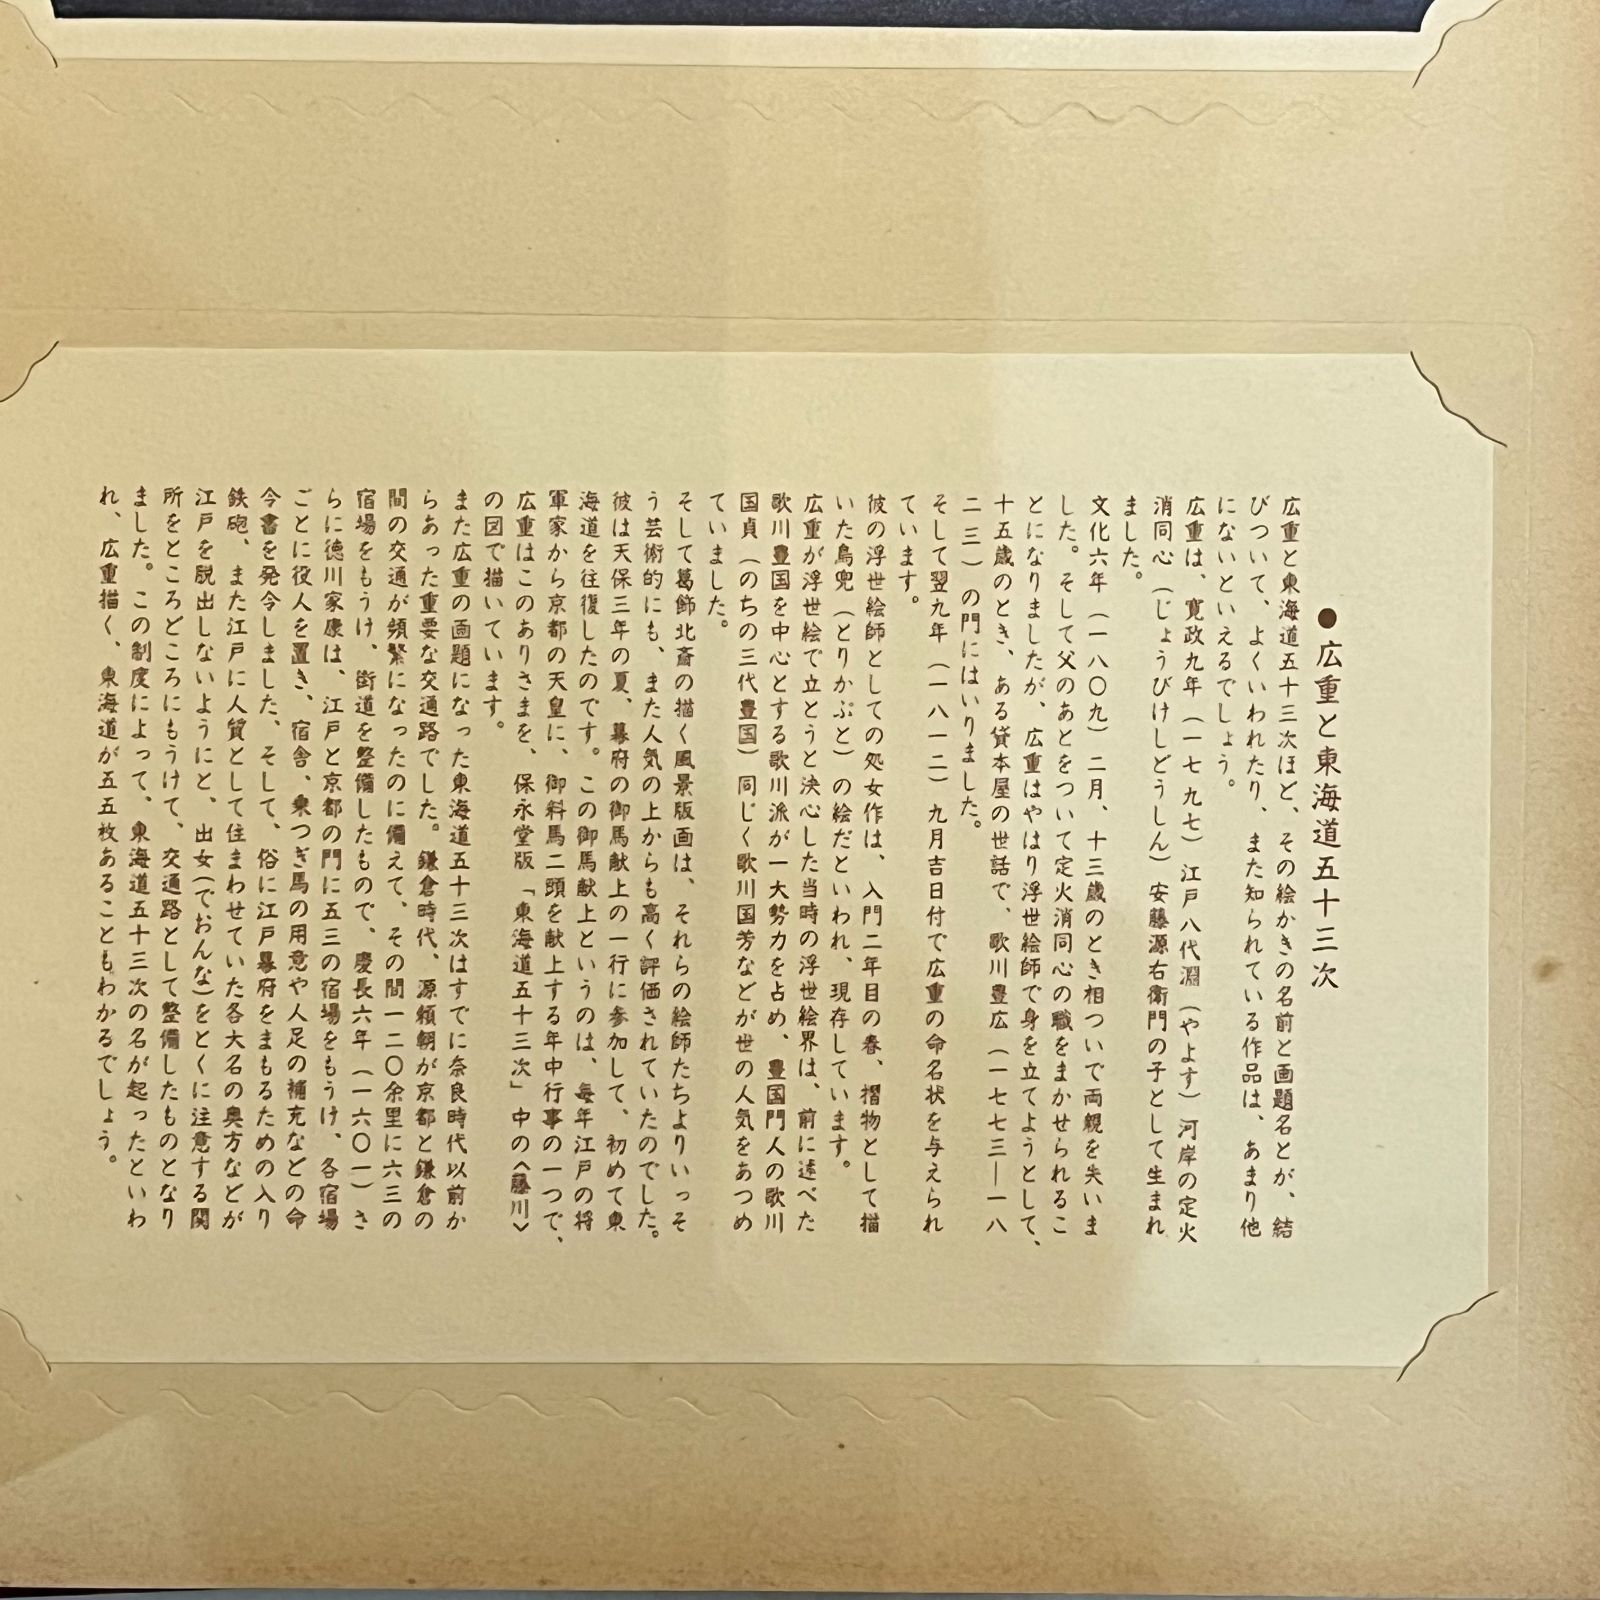 ●広重と東海道五十三次
広重と東海道五十三次ほど、その絵かきの名前と画題名とが、結
びついて、よくいわれたり、また知られている作品は、あまり他
にないといえるでしょう。
広重は、寛政九年（一七九七）江戸八代洲（やよす）河岸の定火
消同心（じょうびけしどうしん）安藤源右衛門の子として生まれ
ました。
文化六年（一八〇九）二月、十三歳のとき相ついで両親を失いま
した。そして父のあとをついて定火消同心の職をまかせられるこ
とになりましたが、広重はやはり浮世絵師で身を立てようとして、
十五歳のとき、ある貸本屋の世話で、歌川豊広（一七七三―一八
二三）の門にはいりました。
そして翌九年（一八一二）九月吉日付で広重の命名状を与えられ
ています。
彼の浮世絵師としての処女作は、入門二年目の春、摺物として描
いた鳥兜（とりかぶと）の絵だといわれ、現存しています。
広重が浮世絵で立とうと決心した当時の浮世絵界は、前に述べた
歌川豊国を中心とする歌川派が一大勢力を占め、豊国門人の歌川
国貞（のちの三代豊国）同じく歌川国芳などが世の人気をあつめ
ていました。
そして葛飾北斎の描く風景版画は、それらの絵師たちよりいっそ
う芸術的にも、また人気の上からも高く評価されていたのでした。
彼は天保三年の夏、幕府の御馬献上の一行に参加して、初めて東
海道を往復したのです。この御馬献上というのは、毎年江戸の将
軍家から京都の天皇に、御料馬二頭を献上する年中行事の一つで、
広重はこのありさまを、保永堂版「東海道五十三次」中の〈藤川〉
の図で描いています。
また広重の画題になった東海道五十三次はすでに奈良時代以前か
らあった重要な交通路でした。鎌倉時代、源頼朝が京都と鎌倉の
間の交通が頻繁になったのに備えて、その間一二〇余里に六三の
宿場をもうけ、街道を整備したもので、慶長六年（一六〇一）さ
らに徳川家康は、江戸と京都の門に五三の宿場をもうけ、各宿場
ごとに役人を置き、宿舎、乗つぎ馬の用意や人足の補充などの命
今書を発令しました、そして、俗に江戸幕府をまもるための入り
鉄砲、また江戸に人質として住まわせていた各大名の奥方などが
江戸を脱出しないようにと、出女(でおんな)をとくに注意する関
所をところどころにもうけて、交通路として整備したものとなり
ました。この制度によって、東海道五十三次の名が起ったといわ
れ、広重描く、東海道が五五枚あることもわかるでしょう。